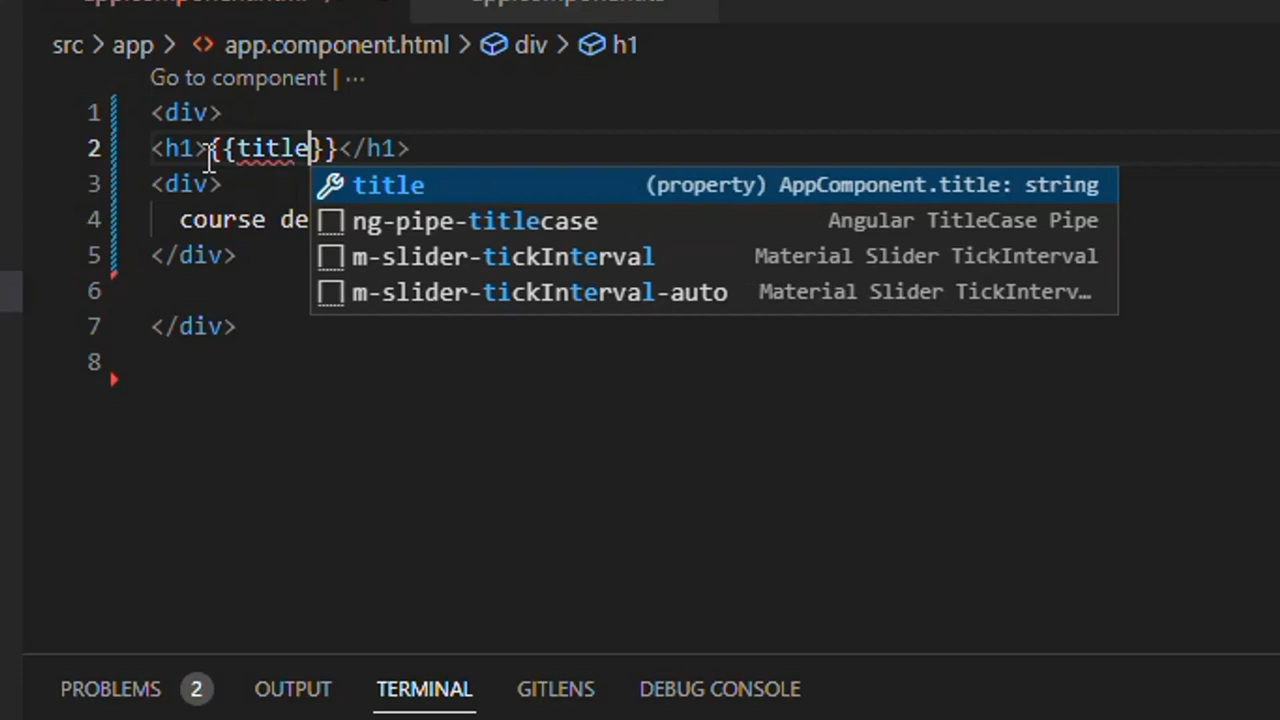 src > app > <> app.component.html > div > h1
Go to component | ...
1 <div>
2 <h1>{{title}}</h1>
3 <div>
4 course de
5 </div>
6
7 </div>
8
title (property) AppComponent.title: string
ng-pipe-titlecase Angular TitleCase Pipe
m-slider-tickInterval Material Slider TickInterval
m-slider-tickInterval-auto Material Slider TickInterv…
PROBLEMS 2 OUTPUT TERMINAL GITLENS DEBUG CONSOLE